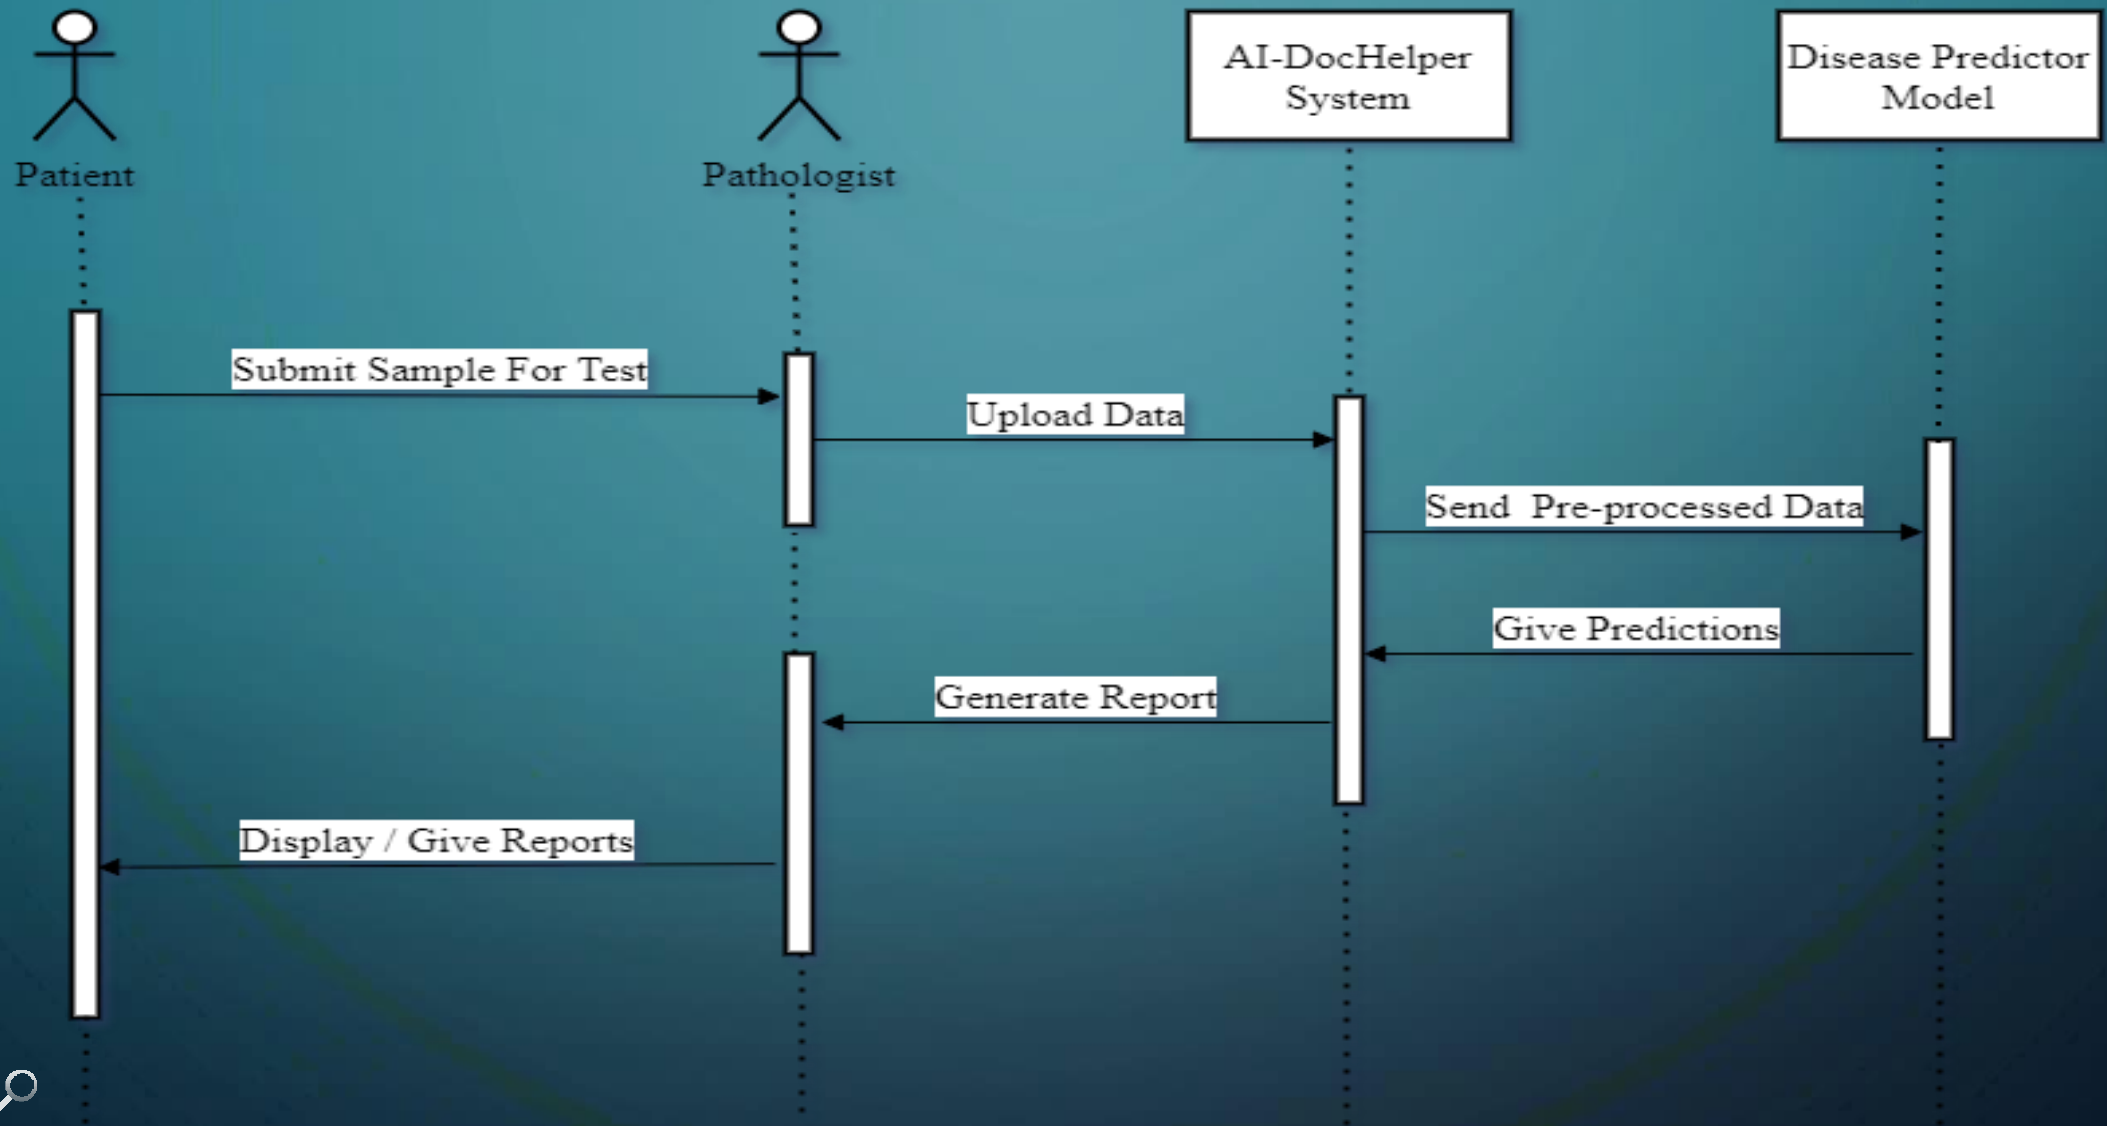 AI-DocHelper
System
Disease Predictor
Model
Patient
Pathologist
Submit Sample For Test
Upload Data
Send  Pre-processed Data
Give Predictions
Generate Report
Display / Give Reports